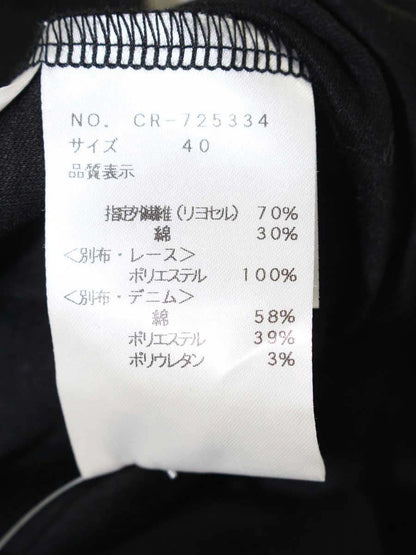 NO. CR-725334
サイズ 40
品質表示
指定外繊維(リヨセル) 70%
綿 30%
<別布・レース>
ポリエステル 100%
<別布・デニム>
綿 58%
ポリエステル 39%
ポリウレタン 3%